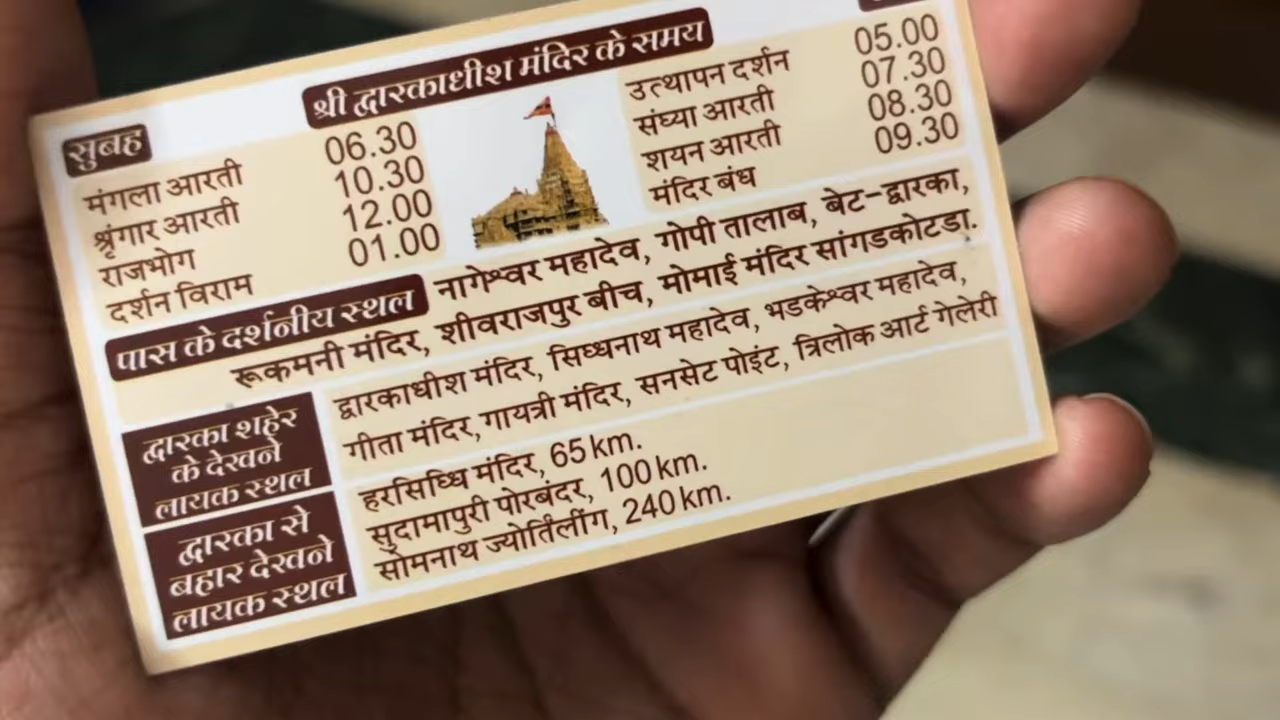 श्री द्वारकाधीश मंदिर के समय
सुबह
मंगला आरती 06.30
श्रृंगार आरती 10.30
राजभोग 12.00
दर्शन विराम 01.00
उत्थापन दर्शन 05.00
संघ्या आरती 07.30
शयन आरती 08.30
मंदिर बंध 09.30
पास के दर्शनीय स्थल नागेश्वर महादेव, गोपी तालाब, बेट-द्वारका,
रूकमनी मंदिर, शीवराजपुर बीच, मोमाई मंदिर सांगडकोटडा.
द्वारका शहेर
के देखने
लायक स्थल
द्वारकाधीश मंदिर, सिध्धनाथ महादेव, भडकेश्वर महादेव,
गीता मंदिर, गायत्री मंदिर, सनसेट पोइंट, त्रिलोक आर्ट गेलेरी
द्वारका से
बहार देखने
लायक स्थल
हरसिध्धि मंदिर, 65 km.
सुदामापुरी पोरबंदर, 100 km.
सोमनाथ ज्योर्तिलींग, 240 km.